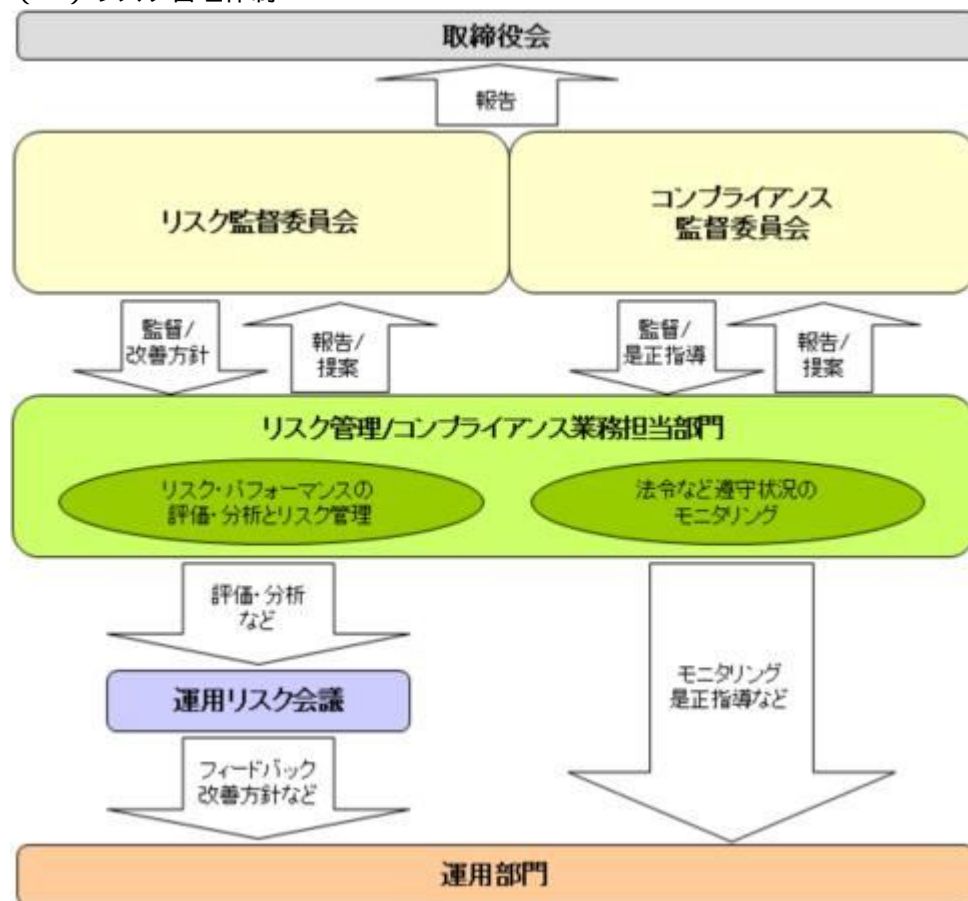 取締役会
報告
リスク監督委員会
コンプライアンス
監督委員会
監督/
改善方針
報告/
提案
監督/
是正指導
報告/
提案
リスク管理/コンプライアンス業務担当部門
リスク・パフォーマンスの
評価・分析とリスク管理
法令など遵守状況の
モニタリング
評価・分析
など
運用リスク会議
モニタリング
是正指導など
フィードバック
改善方針など
運用部門